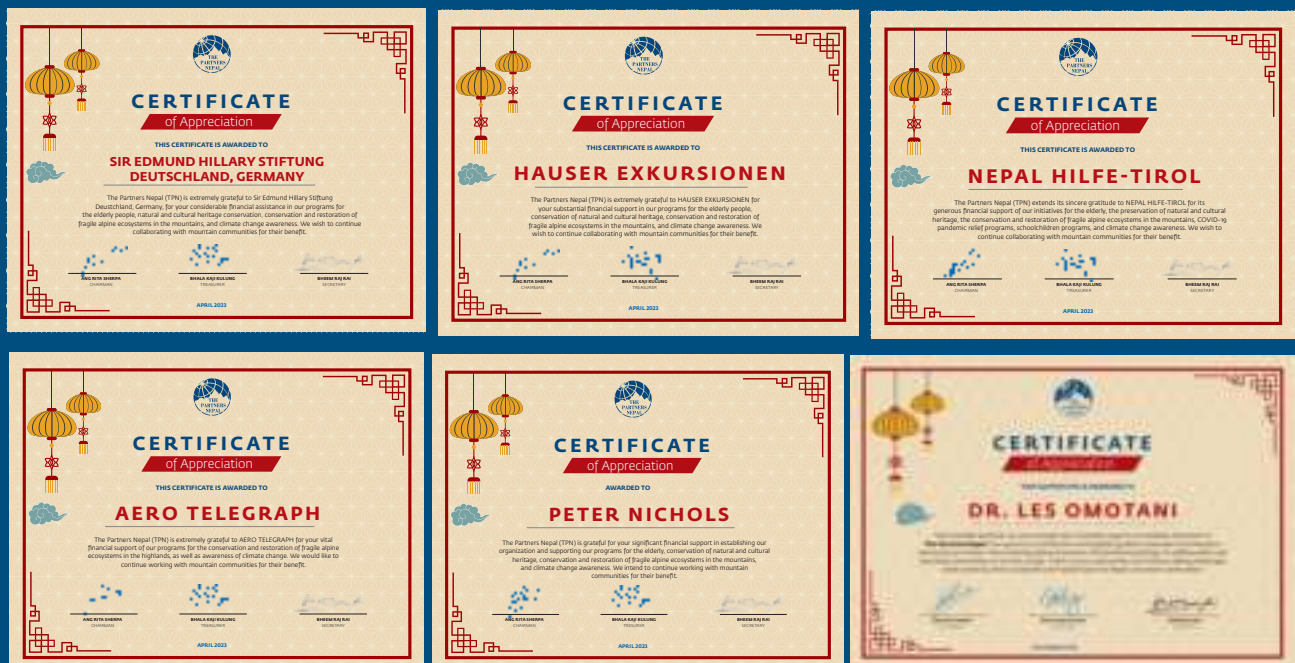 THE
PARTNERS
NEPAL
CERTIFICATE
of Appreciation
THIS CERTIFICATE IS AWARDED TO
SIR EDMUND HILLARY STIFTUNG
DEUTSCHLAND, GERMANY
The Partners Nepal (TPN) is extremely grateful to Sir Edmund Hillary Stiftung
Deustchland, Germany, for your considerable financial assistance in our programs for
the elderly people, natural and cultural heritage conservation, conservation and restoration of
fragile alpine ecosystems in the mountains, and climate change awareness. We wish to continue
collaborating with mountain communities for their benefit.
ANG RITA SHERPA
CHAIRMAN
BHALA KAJI KULUNG
TREASURER
BHEEM RAJ RAI
SECRETARY
APRIL 2023
THE
PARTNERS
NEPAL
CERTIFICATE
of Appreciation
THIS CERTIFICATE IS AWARDED TO
HAUSER EXKURSIONEN
The Partners Nepal (TPN) is extremely grateful to HAUSER EXKURSIONEN for
your substantial financial support in our programs for the elderly people,
conservation of natural and cultural heritage, conservation and restoration of
fragile alpine ecosystems in the mountains, and climate change awareness. We
wish to continue collaborating with mountain communities for their benefit.
ANG RITA SHERPA
CHAIRMAN
BHALA KAJI KULUNG
TREASURER
BHEEM RAJ RAI
SECRETARY
APRIL 2023
THE
PARTNERS
NEPAL
CERTIFICATE
of Appreciation
THIS CERTIFICATE IS AWARDED TO
NEPAL HILFE-TIROL
The Partners Nepal (TPN) extends its sincere gratitude to NEPAL HILFE-TIROL for its
generous financial support of our initiatives for the elderly, the preservation of natural and cultural
heritage, the conservation and restoration of fragile alpine ecosystems in the mountains, COVID-19
pandemic relief programs, schoolchildren programs, and climate change awareness. We wish to
continue collaborating with mountain communities for their benefit.
ANG RITA SHERPA
CHAIRMAN
BHALA KAJI KULUNG
TREASURER
BHEEM RAJ RAI
SECRETARY
APRIL 2023
THE
PARTNERS
NEPAL
CERTIFICATE
of Appreciation
THIS CERTIFICATE IS AWARDED TO
AERO TELEGRAPH
The Partners Nepal (TPN) is extremely grateful to AERO TELEGRAPH for your vital
financial support of our programs for the conservation and restoration of fragile alpine
ecosystems in the highlands, as well as awareness of climate change. We would like to
continue working with mountain communities for their benefit.
ANG RITA SHERPA
CHAIRMAN
BHALA KAJI KULUNG
TREASURER
BHEEM RAJ RAI
SECRETARY
APRIL 2023
THE
PARTNERS
NEPAL
CERTIFICATE
of Appreciation
AWARDED TO
PETER NICHOLS
The Partners Nepal (TPN) is grateful for your significant financial support in establishing our
organization and supporting our programs for the elderly, conservation of natural and cultural
heritage, conservation and restoration of fragile alpine ecosystems in the mountains,
and climate change awareness. We intend to continue working with mountain
communities for their benefit.
ANG RITA SHERPA
CHAIRMAN
BHALA KAJI KULUNG
TREASURER
BHEEM RAJ RAI
SECRETARY
APRIL 2023
CERTIFICATE
of Appreciation
DR. LES OMOTANI